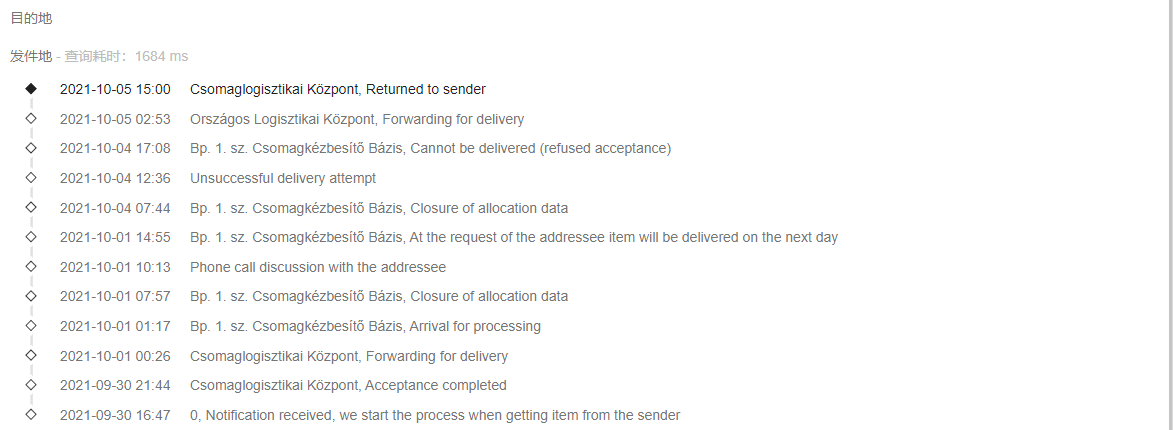 目的地
发件地 - 查询耗时：1684 ms
2021-10-05 15:00 Csomaglogisztikai Központ, Returned to sender
2021-10-05 02:53 Országos Logisztikai Központ, Forwarding for delivery
2021-10-04 17:08 Bp. 1. sz. Csomagkézbesítő Bázis, Cannot be delivered (refused acceptance)
2021-10-04 12:36 Unsuccessful delivery attempt
2021-10-04 07:44 Bp. 1. sz. Csomagkézbesítő Bázis, Closure of allocation data
2021-10-01 14:55 Bp. 1. sz. Csomagkézbesítő Bázis, At the request of the addressee item will be delivered on the next day
2021-10-01 10:13 Phone call discussion with the addressee
2021-10-01 07:57 Bp. 1. sz. Csomagkézbesítő Bázis, Closure of allocation data
2021-10-01 01:17 Bp. 1. sz. Csomagkézbesítő Bázis, Arrival for processing
2021-10-01 00:26 Csomaglogisztikai Központ, Forwarding for delivery
2021-09-30 21:44 Csomaglogisztikai Központ, Acceptance completed
2021-09-30 16:47 0, Notification received, we start the process when getting item from the sender